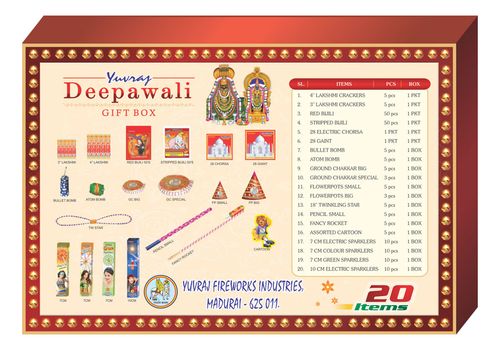 Yuvraj
Deepawali
GIFT BOX
3" LAKSHMI
4" LAKSHMI
RED BIJILI 50'S
STRIPPED BIJILI 50'S
28 CHORSA
28 GAINT
BULLET BOMB
ATOM BOMB
GC BIG
GC SPECIAL
F.P SMALL
F.P BIG
TWI STAR
PENCIL SMALL
FANCY ROCKET
CARTOON
7CM
7CM
7CM
10CM
SL. ITEMS PCS BOX
1. 4" LAKSHMI CRACKERS 5 pcs 1 PKT
2. 3" LAKSHMI CRACKERS 5 pcs 1 PKT
3. RED BIJILI 50 pcs 1 PKT
4. STRIPPED BIJILI 50 pcs 1 PKT
5. 28 ELECTRIC CHORSA 1 PKT 1 PKT
6. 28 GAINT 1 PKT 1 PKT
7. BULLET BOMBS 5 pcs 1 BOX
8. ATOM BOMB 5 pcs 1 BOX
9. GROUND CHAKKAR BIG 5 pcs 1 BOX
10. GROUND CHAKKAR SPECIAL 5 pcs 1 BOX
11. FLOWERPOTS SMALL 5 pcs 1 BOX
12. FLOWERPOTS BIG 3 pcs 1 BOX
13. 18" TWINKLING STAR 5 pcs 1 BOX
14. PENCIL SMALL 5 pcs 1 BOX
15. FANCY ROCKET 5 pcs 1 BOX
16. ASSORTED CARTOON 5 pcs 1 BOX
17. 7 CM ELECTRIC SPARKLERS 10 pcs 1 BOX
18. 7 CM COLOUR SPARKLERS 10 pcs 1 BOX
19. 7 CM GREEN SPARKLERS 10 pcs 1 BOX
20. 10 CM ELECTRIC SPARKLERS 10 pcs 1 BOX
YUVRAJ FIREWORKS INDUSTRIES,
MADURAI - 625 011.
20
Items